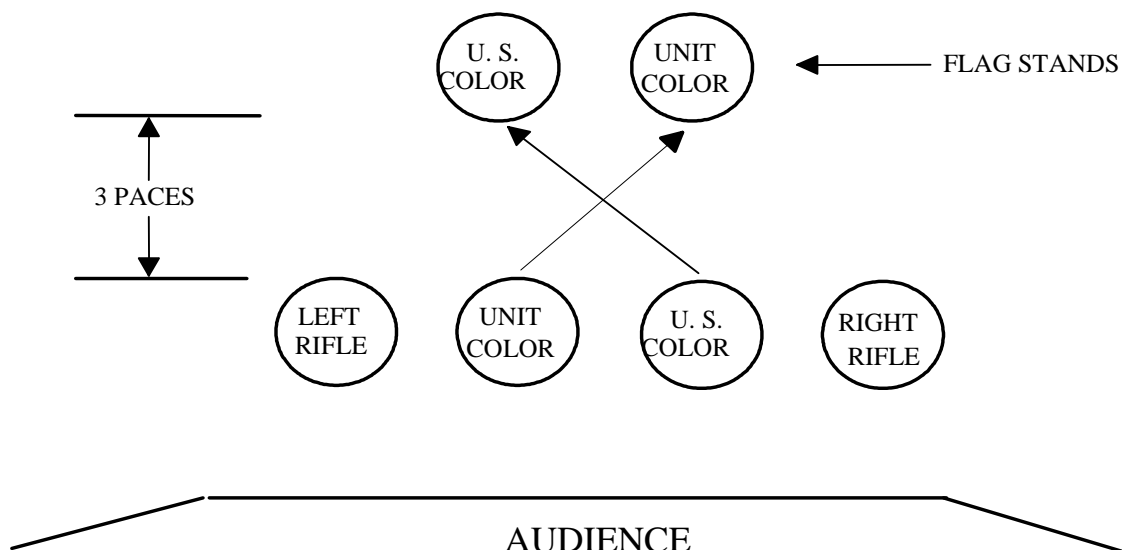 U. S.
COLOR
UNIT
COLOR
FLAG STANDS
3 PACES
LEFT
RIFLE
UNIT
COLOR
U. S.
COLOR
RIGHT
RIFLE
AUDIENCE